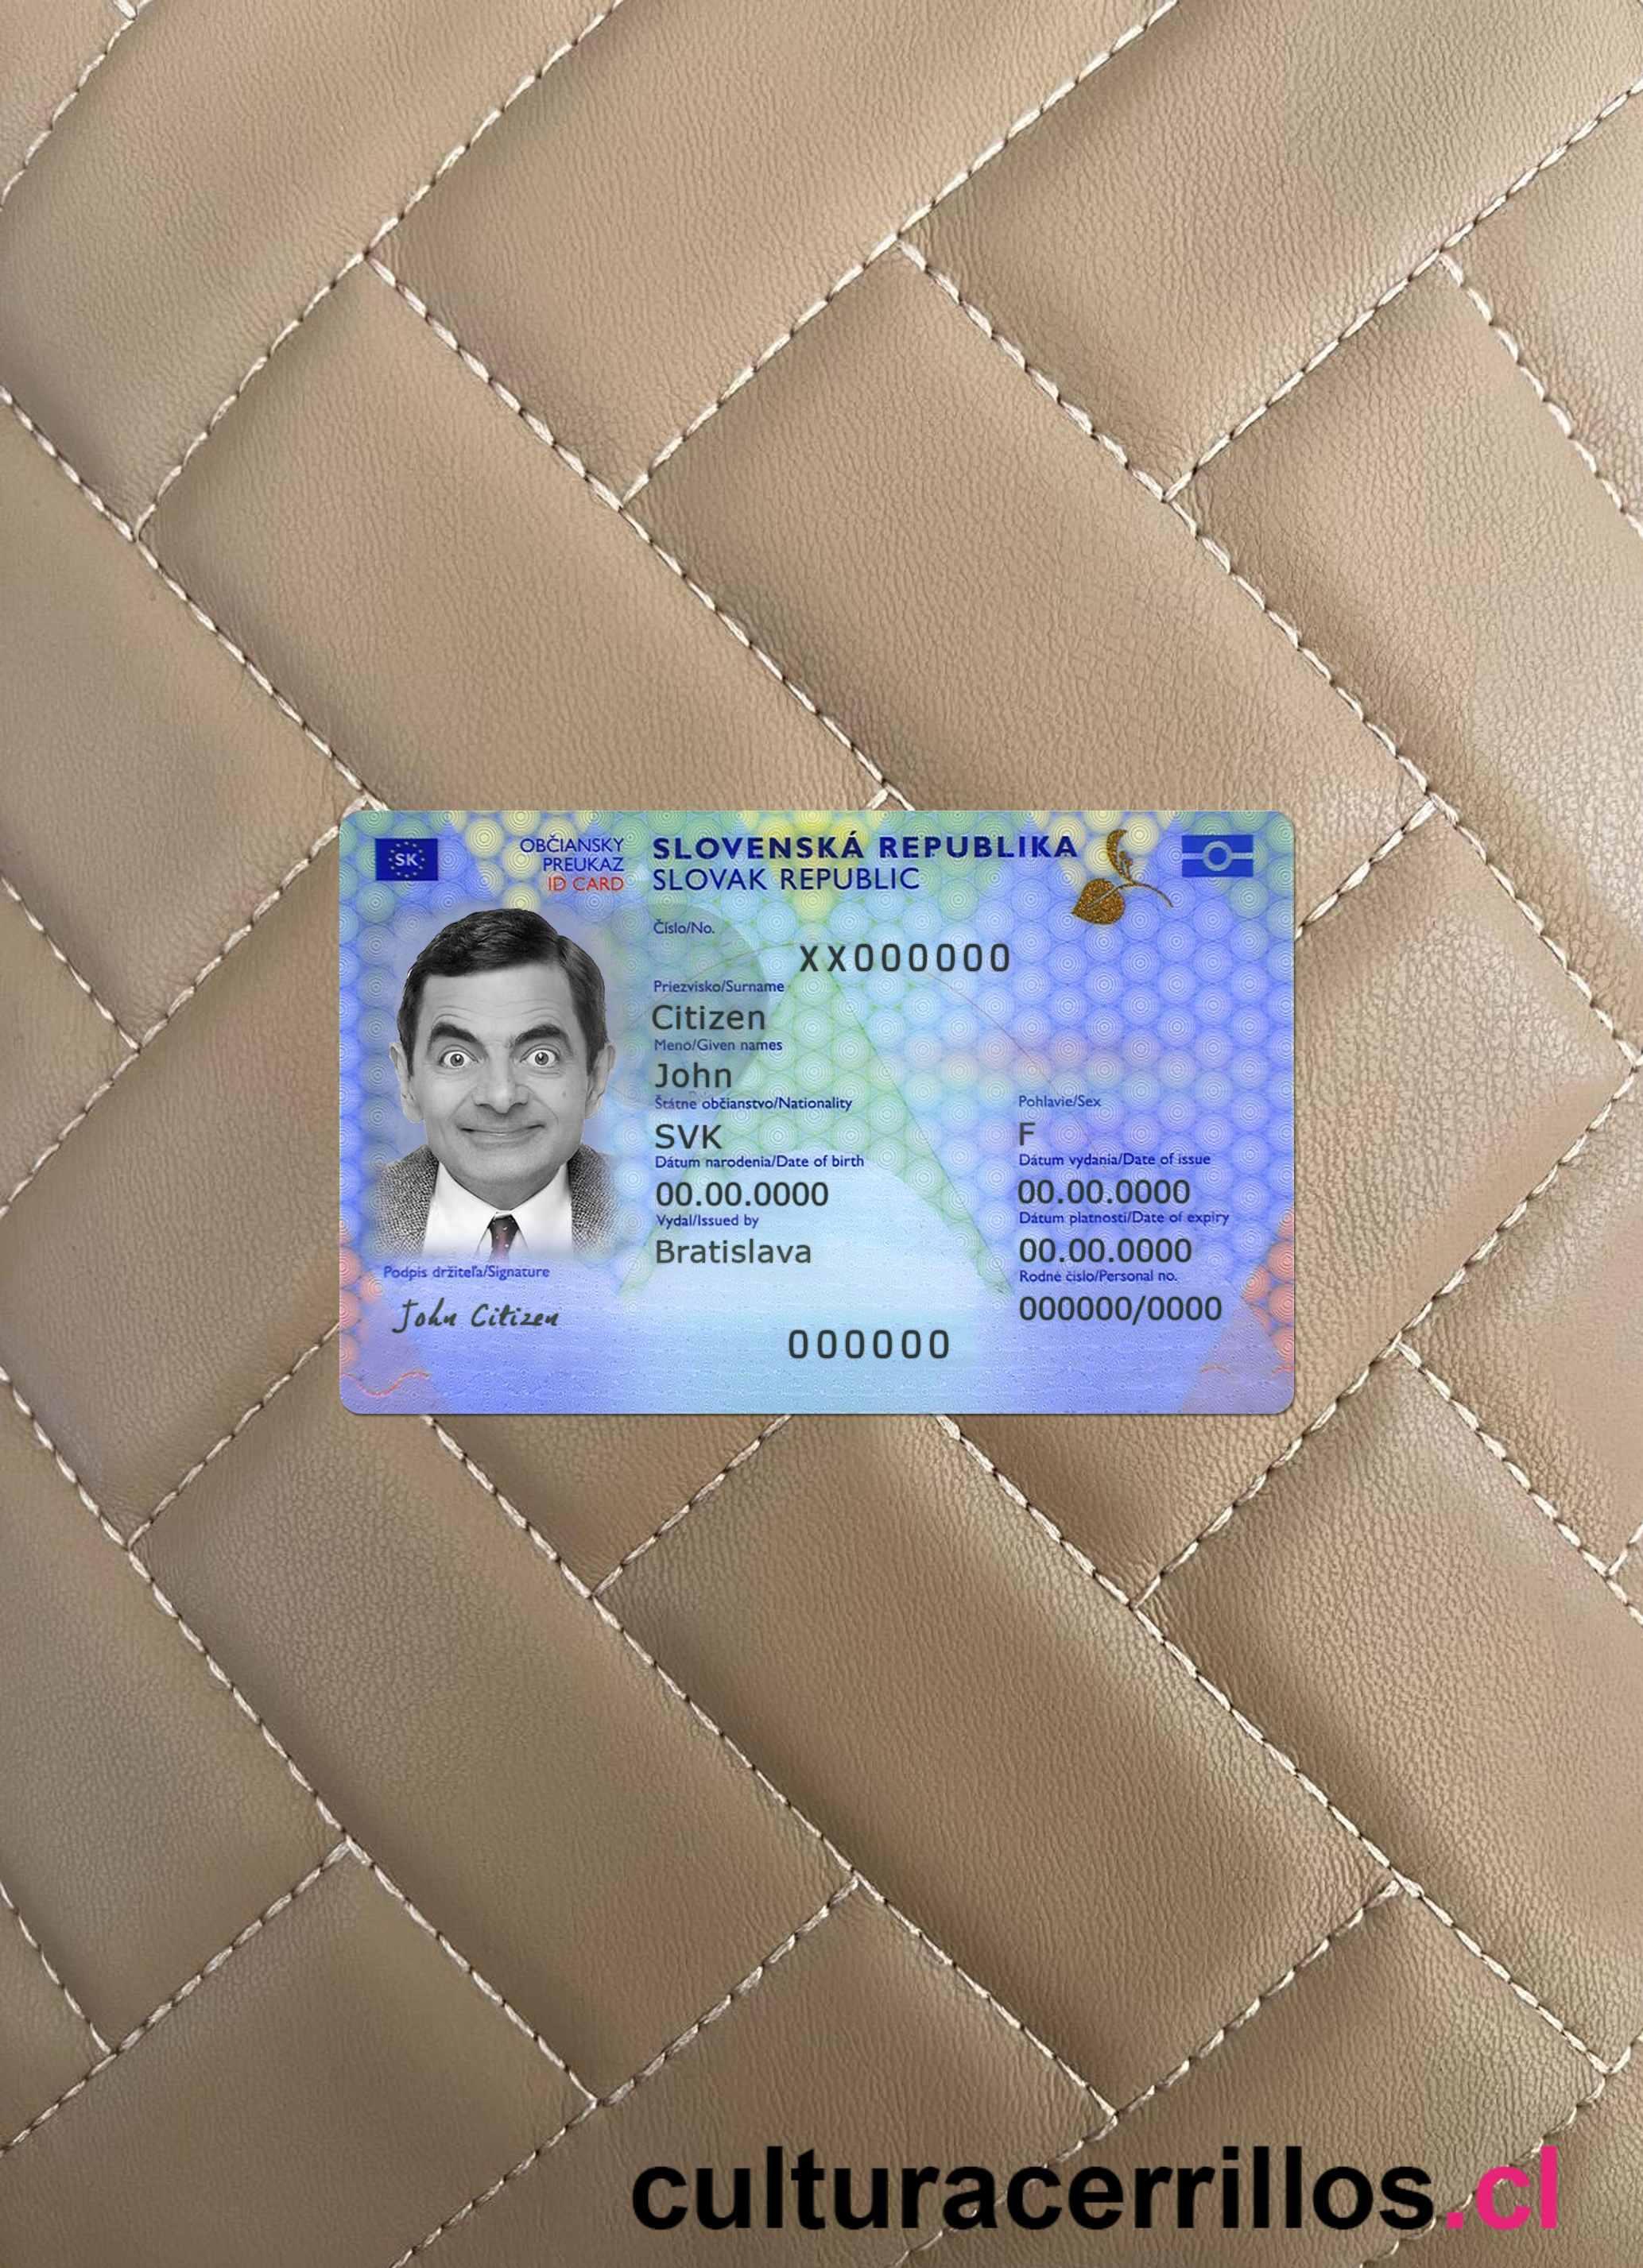 SK
OBČIANSKY
PREUKAZ
ID CARD
SLOVENSKÁ REPUBLIKA
SLOVAK REPUBLIC
Číslo/No.
XX000000
Priezvisko/Surname
Citizen
Meno/Given names
John
Štátne občianstvo/Nationality
SVK
Pohlavie/Sex
F
Dátum narodenia/Date of birth
00.00.0000
Dátum vydania/Date of issue
00.00.0000
Vydal/Issued by
Bratislava
Dátum platnosti/Date of expiry
00.00.0000
Rodné číslo/Personal no.
000000/0000
Podpis držiteľa/Signature
John Citizen
000000
culturacerrillos.cl